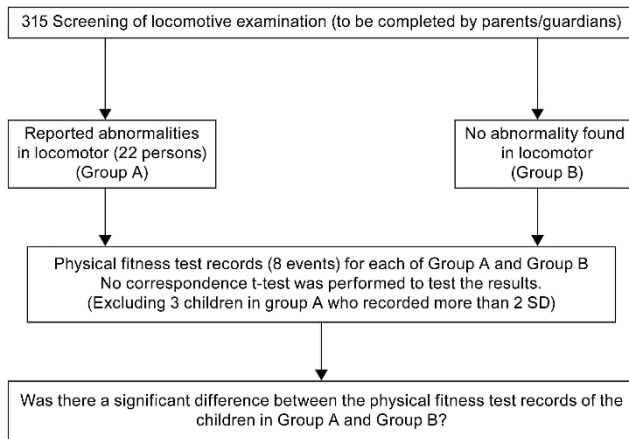 315 Screening of locomotive examination (to be completed by parents/guardians)
Reported abnormalities
in locomotor (22 persons)
(Group A)
No abnormality found
in locomotor
(Group B)
Physical fitness test records (8 events) for each of Group A and Group B
No correspondence t-test was performed to test the results.
(Excluding 3 children in group A who recorded more than 2 SD)
Was there a significant difference between the physical fitness test records of the
children in Group A and Group B?